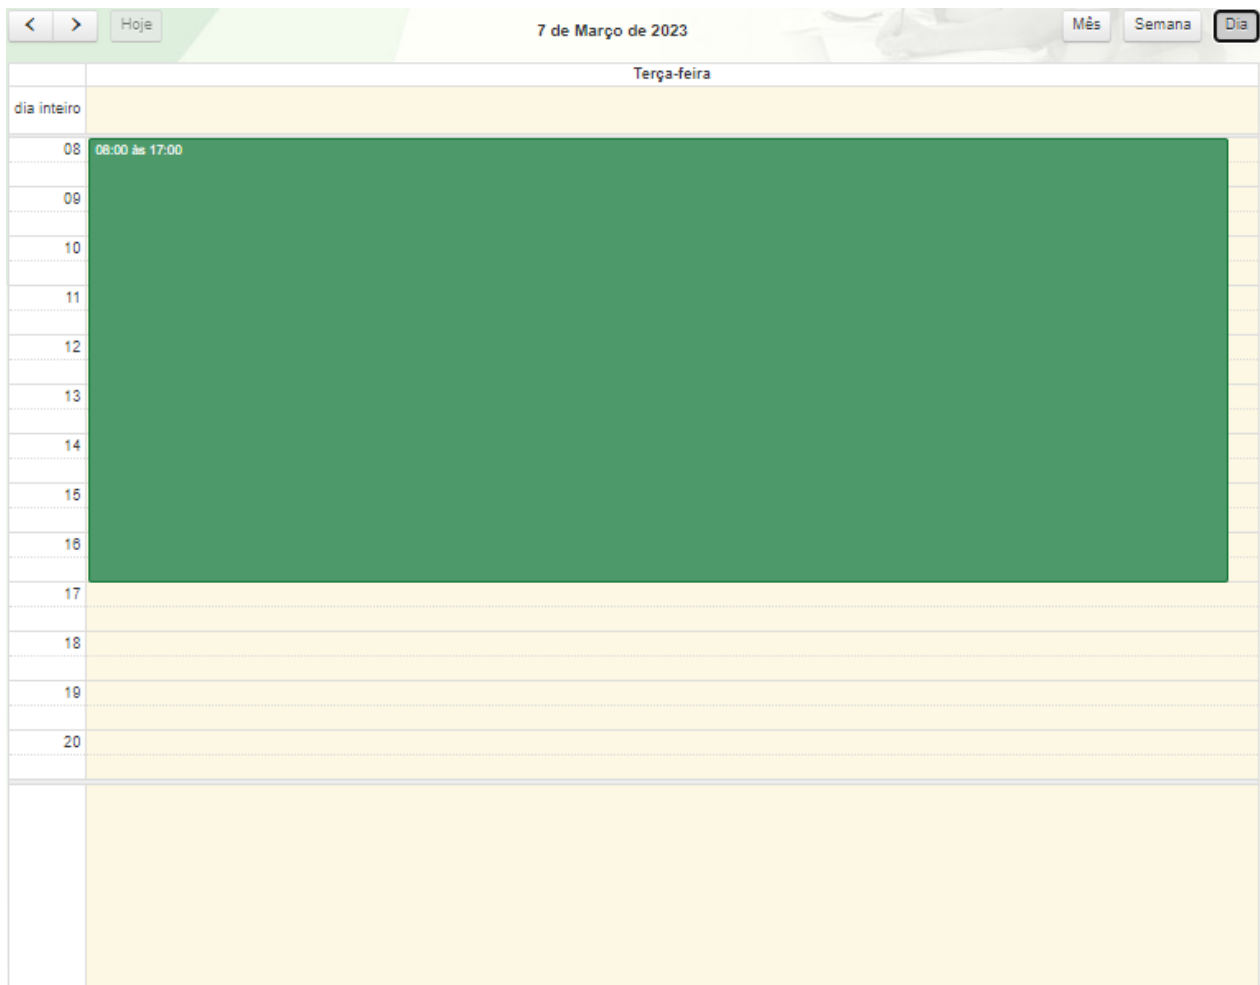 Hoje
7 de Março de 2023
Mês
Semana
Dia
Terça-feira
dia inteiro
08
08:00 às 17:00
09
10
11
12
13
14
15
16
17
18
19
20